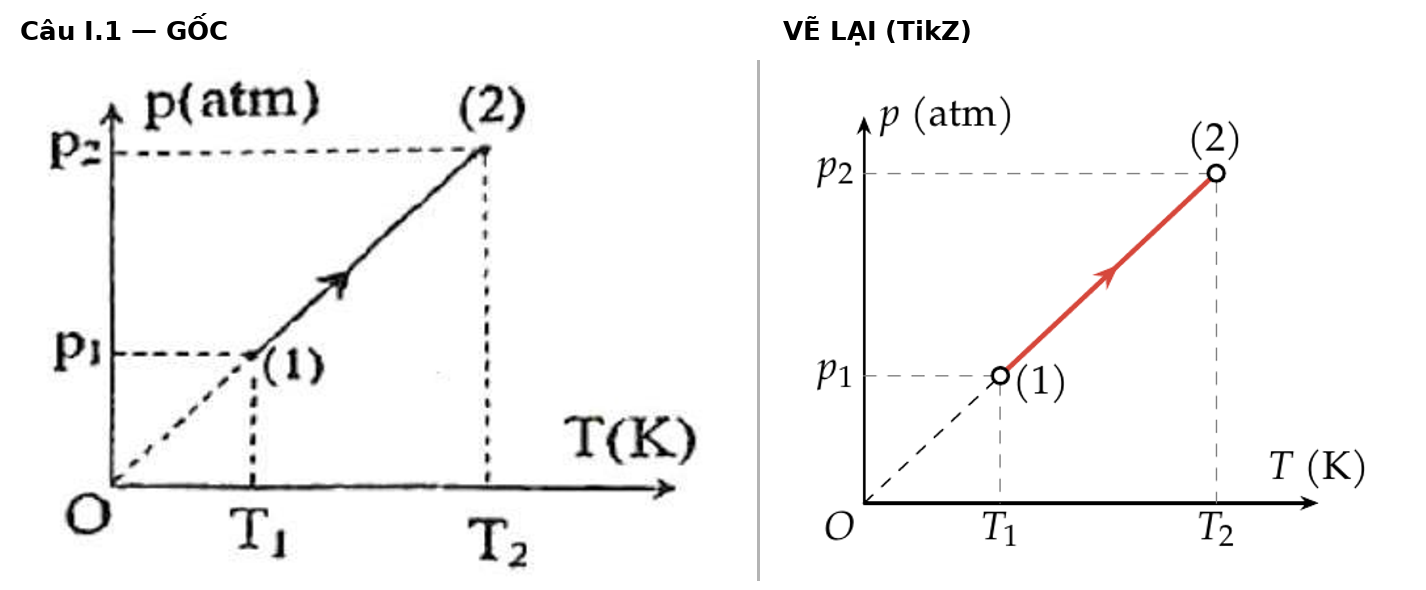 Câu I.1 — GỐC
p(atm)
(2)
p2
p1
(1)
T(K)
O
T1
T2
VẼ LẠI (TikZ)
p (atm)
(2)
p2
p1
(1)
T (K)
O
T1
T2